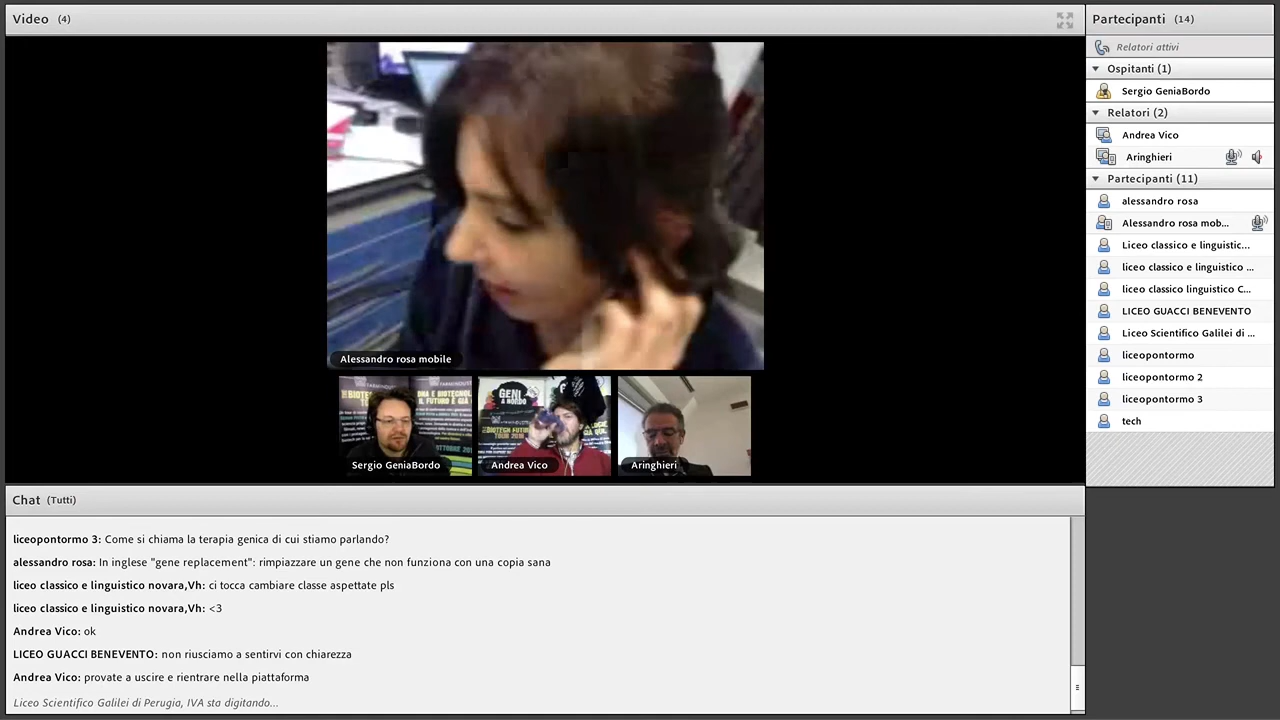 Video (4)
Alessandro rosa mobile
GENI
A BORDO
Sergio GeniaBordo
Andrea Vico
Aringhieri
Partecipanti (14)
Relatori attivi
Ospitanti (1)
Sergio GeniaBordo
Relatori (2)
Andrea Vico
Aringhieri
Partecipanti (11)
alessandro rosa
Alessandro rosa mob...
Liceo classico e linguistic...
liceo classico e linguistico ...
liceo classico linguistico C...
LICEO GUACCI BENEVENTO
Liceo Scientifico Galilei di ...
liceopontormo
liceopontormo 2
liceopontormo 3
tech
Chat (Tutti)
liceopontormo 3: Come si chiama la terapia genica di cui stiamo parlando?
alessandro rosa: In inglese "gene replacement": rimpiazzare un gene che non funziona con una copia sana
liceo classico e linguistico novara,Vh: ci tocca cambiare classe aspettate pls
liceo classico e linguistico novara,Vh: <3
Andrea Vico: ok
LICEO GUACCI BENEVENTO: non riusciamo a sentirvi con chiarezza
Andrea Vico: provate a uscire e rientrare nella piattaforma
Liceo Scientifico Galilei di Perugia, IVA sta digitando...